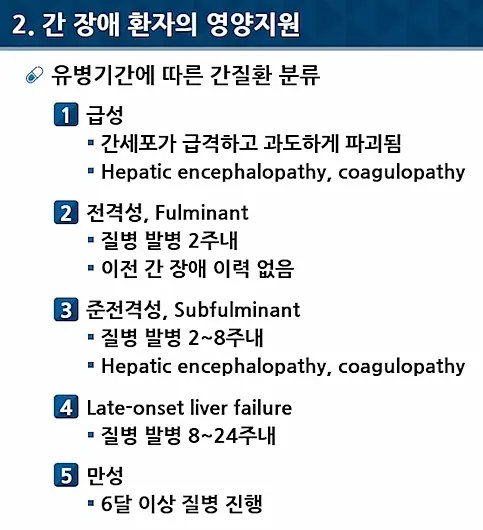 2. 간 장애 환자의 영양지원
유병기간에 따른 간질환 분류
1 급성
▪ 간세포가 급격하고 과도하게 파괴됨
▪ Hepatic encephalopathy, coagulopathy
2 전격성, Fulminant
▪ 질병 발병 2주내
▪ 이전 간 장애 이력 없음
3 준전격성, Subfulminant
▪ 질병 발병 2~8주내
▪ Hepatic encephalopathy, coagulopathy
4 Late-onset liver failure
▪ 질병 발병 8~24주내
5 만성
▪ 6달 이상 질병 진행